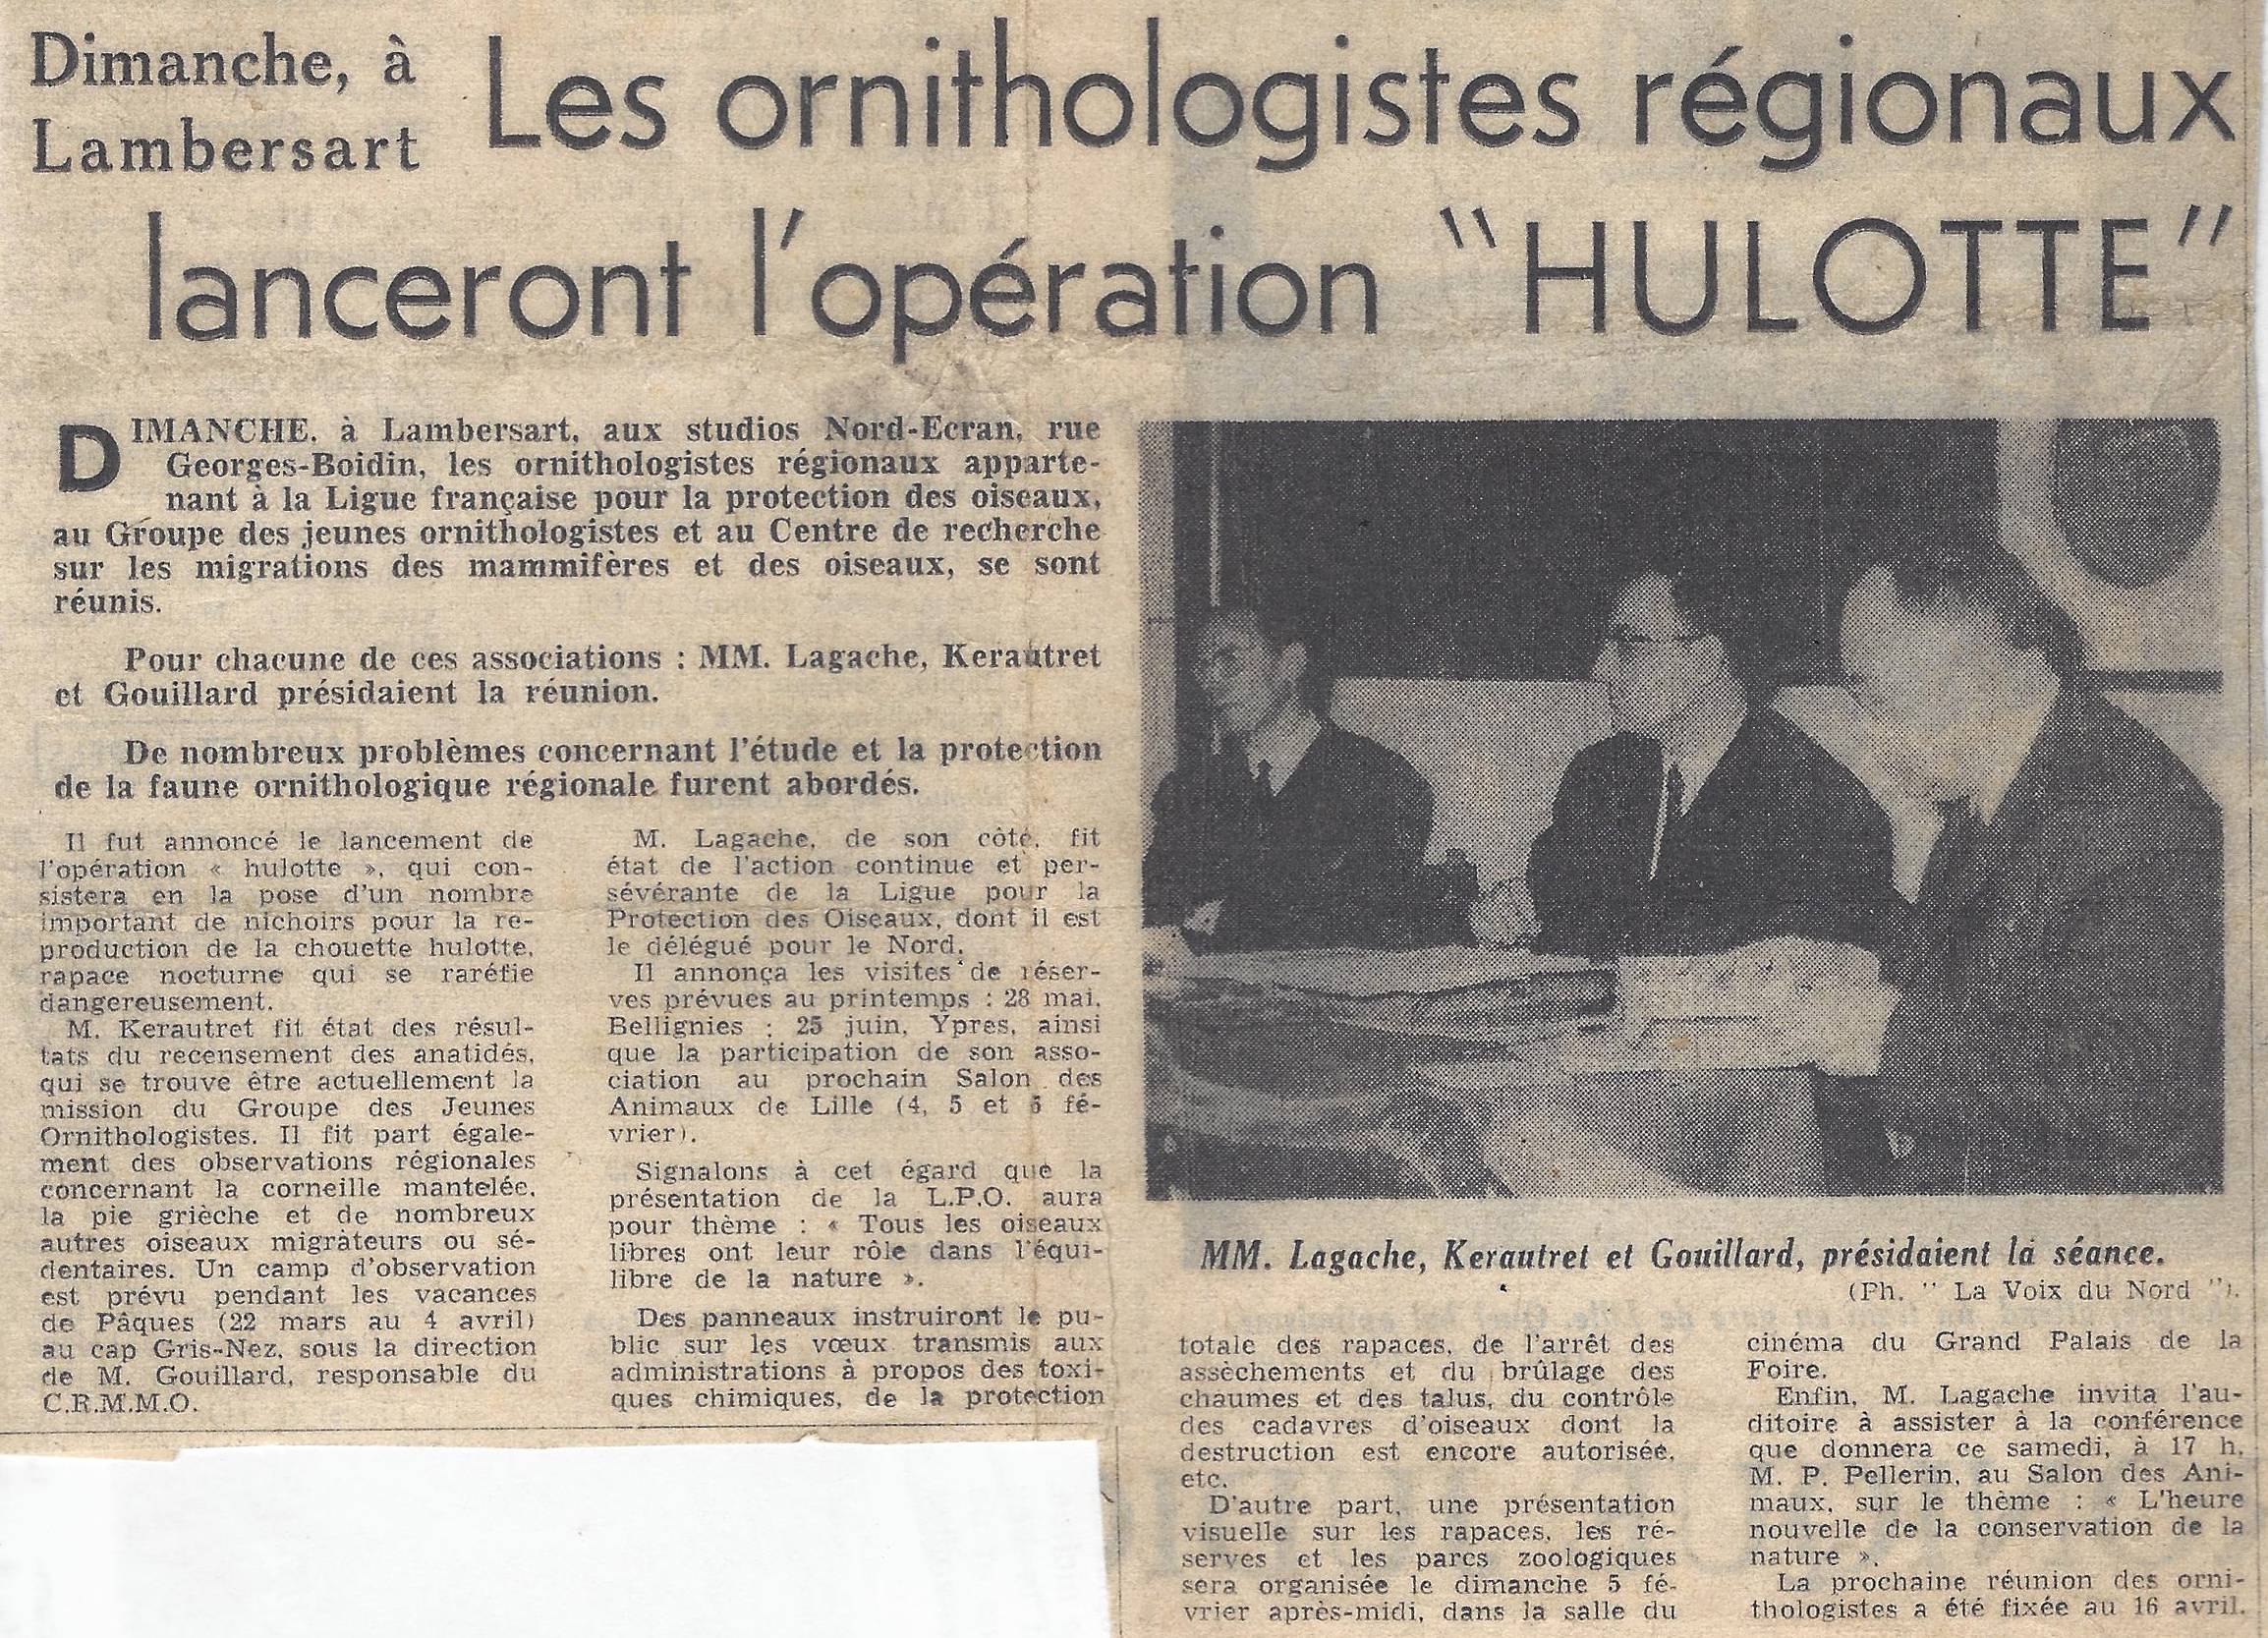 Dimanche, à
Lambersart
Les ornithologistes régionaux
lanceront l'opération "HULOTTE"
DIMANCHE, à Lambersart, aux studios Nord-Ecran, rue
Georges-Boidin, les ornithologistes régionaux apparte-
nant à la Ligue française pour la protection des oiseaux,
au Groupe des jeunes ornithologistes et au Centre de recherche
sur les migrations des mammifères et des oiseaux, se sont
réunis.
Pour chacune de ces associations : MM. Lagache, Kerautret
et Gouillard présidaient la réunion.
De nombreux problèmes concernant l'étude et la protection
de la faune ornithologique régionale furent abordés.
Il fut annoncé le lancement de
l'opération « hulotte », qui con-
sistera en la pose d'un nombre
important de nichoirs pour la re-
production de la chouette hulotte,
rapace nocturne qui se raréfie
dangereusement.
M. Kerautret fit état des résul-
tats du recensement des anatidés,
qui se trouve être actuellement la
mission du Groupe des Jeunes
Ornithologistes. Il fit part égale-
ment des observations régionales
concernant la corneille mantelée,
la pie grièche et de nombreux
autres oiseaux migrateurs ou sé-
dentaires. Un camp d'observation
est prévu pendant les vacances
de Pâques (22 mars au 4 avril)
au cap Gris-Nez, sous la direction
de M. Gouillard, responsable du
C.R.M.M.O.
M. Lagache, de son côté, fit
état de l'action continue et per-
sévérante de la Ligue pour la
Protection des Oiseaux, dont il est
le délégué pour le Nord.
Il annonça les visites de réser-
ves prévues au printemps : 28 mai,
Bellignies ; 25 juin, Ypres, ainsi
que la participation de son asso-
ciation au prochain Salon des
Animaux de Lille (4, 5 et 6 fé-
vrier).
Signalons à cet égard que la
présentation de la L.P.O. aura
pour thème : « Tous les oiseaux
libres ont leur rôle dans l'équi-
libre de la nature ».
Des panneaux instruiront le pu-
blic sur les vœux transmis aux
administrations à propos des toxi-
ques chimiques, de la protection
MM. Lagache, Kerautret et Gouillard, présidaient la séance.
(Ph. " La Voix du Nord ").
totale des rapaces, de l'arrêt des
assèchements et du brûlage des
chaumes et des talus, du contrôle
des cadavres d'oiseaux dont la
destruction est encore autorisée,
etc.
D'autre part, une présentation
visuelle sur les rapaces, les ré-
serves et les parcs zoologiques
sera organisée le dimanche 5 fé-
vrier après-midi, dans la salle du
cinéma du Grand Palais de la
Foire.
Enfin, M. Lagache invita l'au-
ditoire à assister à la conférence
que donnera ce samedi, à 17 h,
M. P. Pellerin, au Salon des Ani-
maux, sur le thème : « L'heure
nouvelle de la conservation de la
nature ».
La prochaine réunion des orni-
thologistes a été fixée au 16 avril.